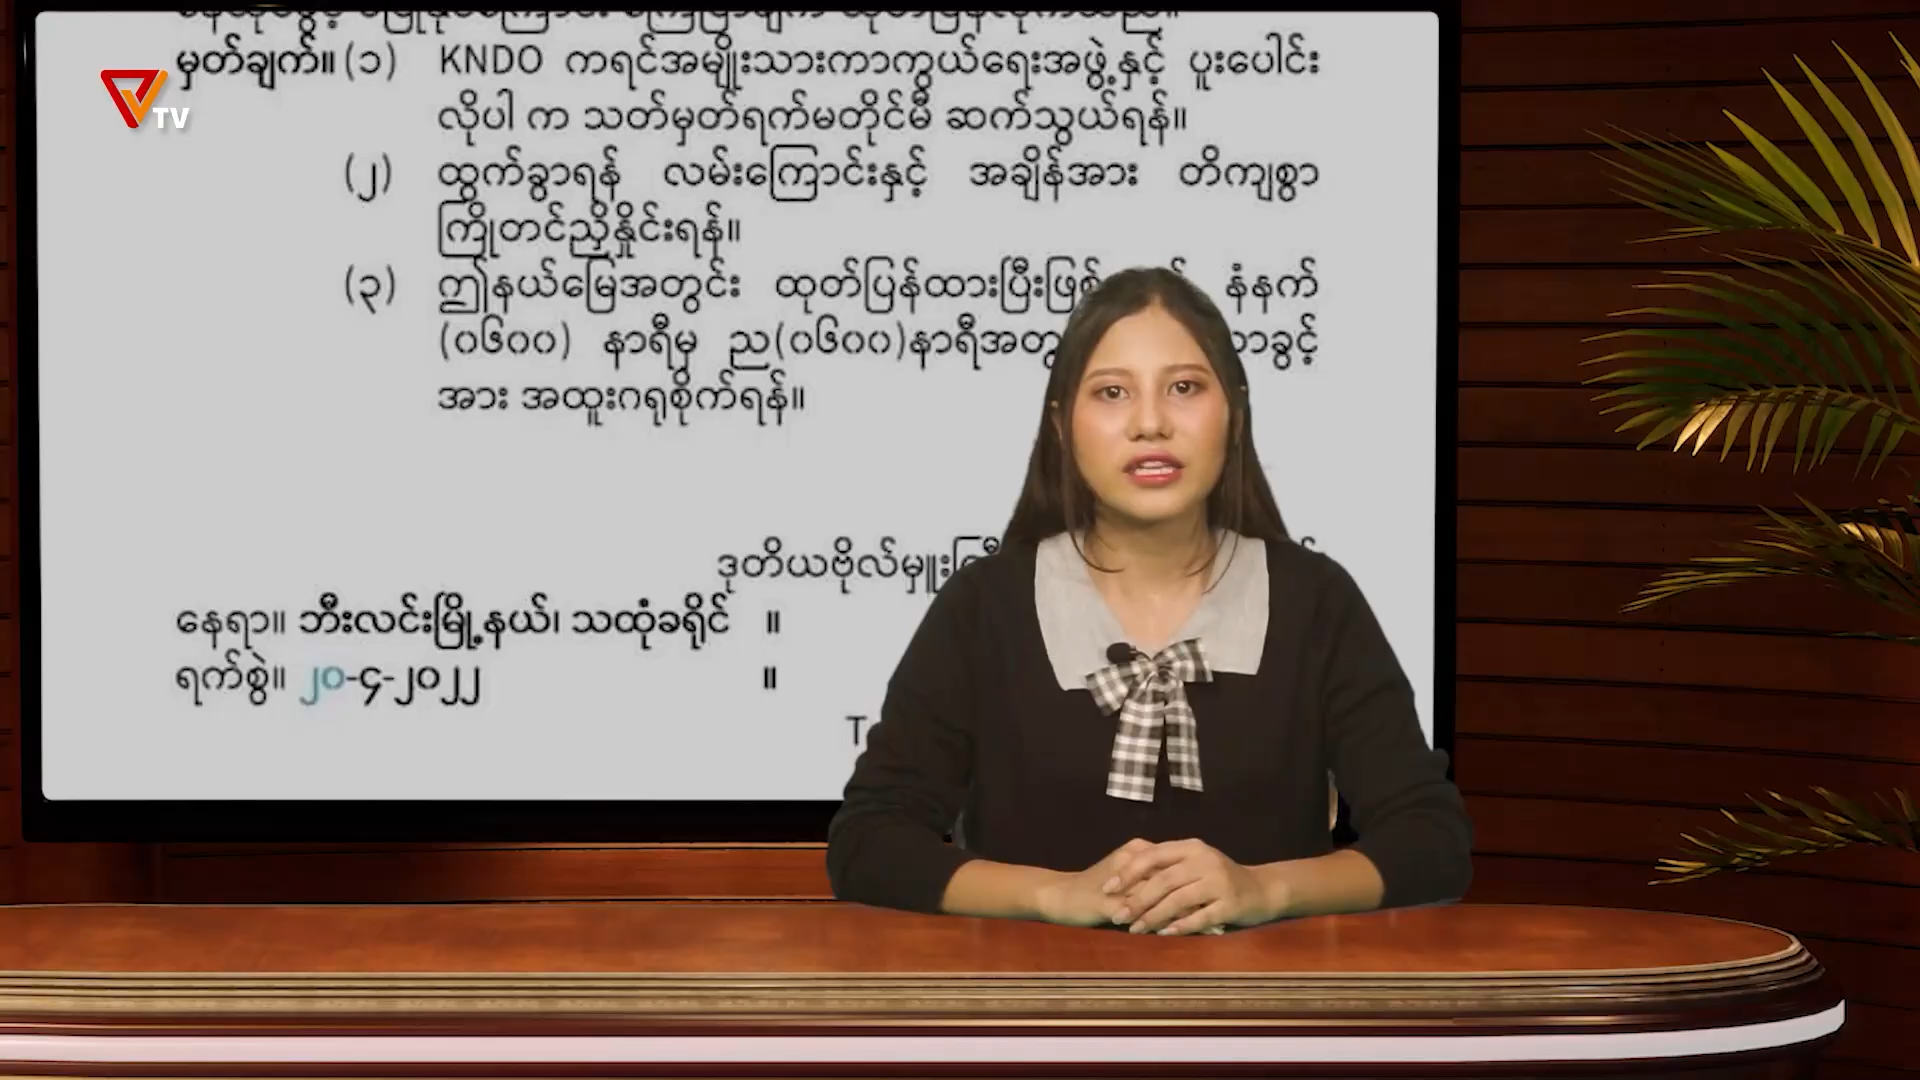 TV
မှတ်ချက်။ (၁) KNDO ကရင်အမျိုးသားကာကွယ်ရေးအဖွဲ့နှင့် ပူးပေါင်း
လိုပါ က သတ်မှတ်ရက်မတိုင်မီ ဆက်သွယ်ရန်။
(၂) ထွက်ခွာရန် လမ်းကြောင်းနှင့် အချိန်အား တိကျစွာ
ကြိုတင်ညှိနှိုင်းရန်။
(၃) ဤနယ်မြေအတွင်း ထုတ်ပြန်ထားပြီး နံနက်
(၀၆၀၀) နာရီမှ ည(၀၆၀၀)နာရီ
အား အထူးဂရုစိုက်ရန်။
ဒုတိယဗိုလ်မှူး
နေရာ။ ဘီးလင်းမြို့နယ်၊ သထုံခရိုင် ။
ရက်စွဲ။ ၂၀-၄-၂၀၂၂ ။